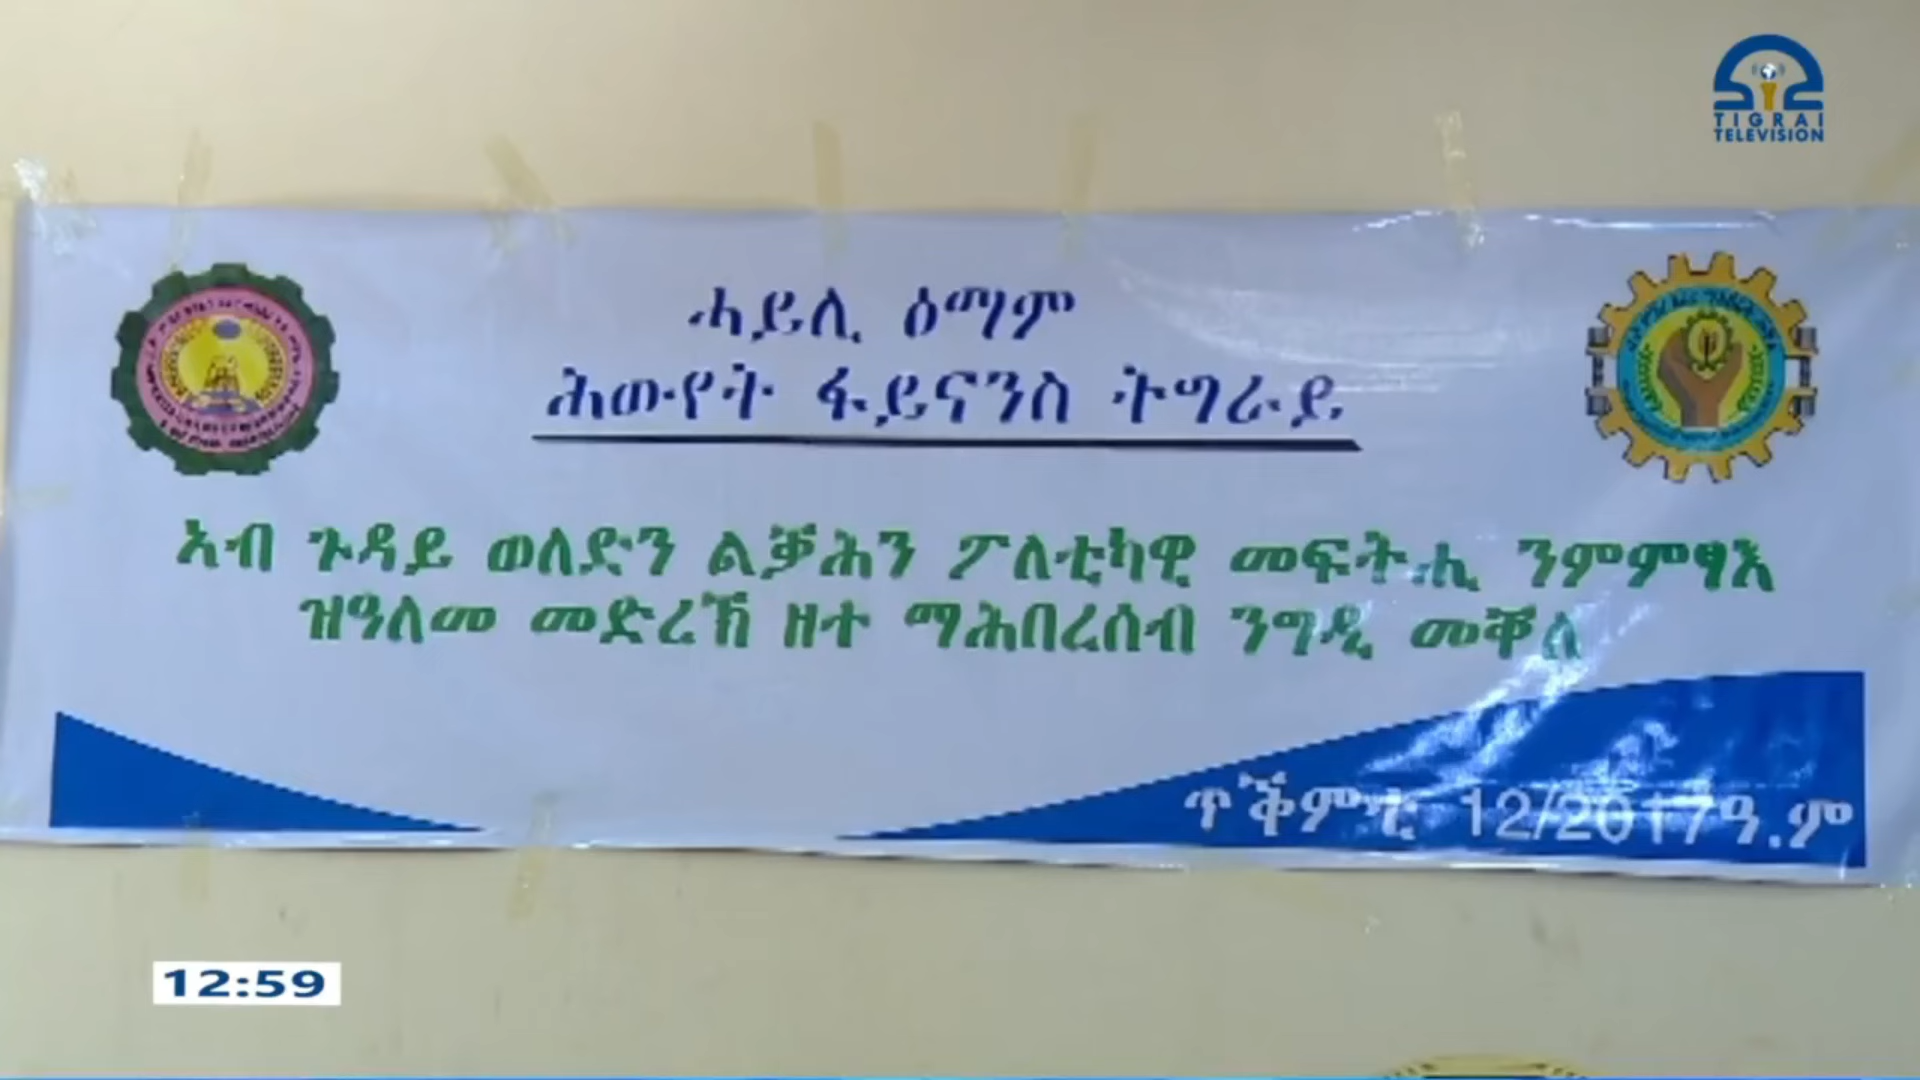 TIGRAI
TELEVISION
ሓይሊ ዕማም
ሕውየት ፋይናንስ ትግራይ
ኣብ ጉዳይ ወለድን ልቓሕን ፖለቲካዊ መፍትሒ ንምምፃእ
ዝዓለመ መድረኽ ዘተ ማሕበረሰብ ንግዲ መቐለ
ጥቕምቲ 12/2017ዓ.ም
12:59